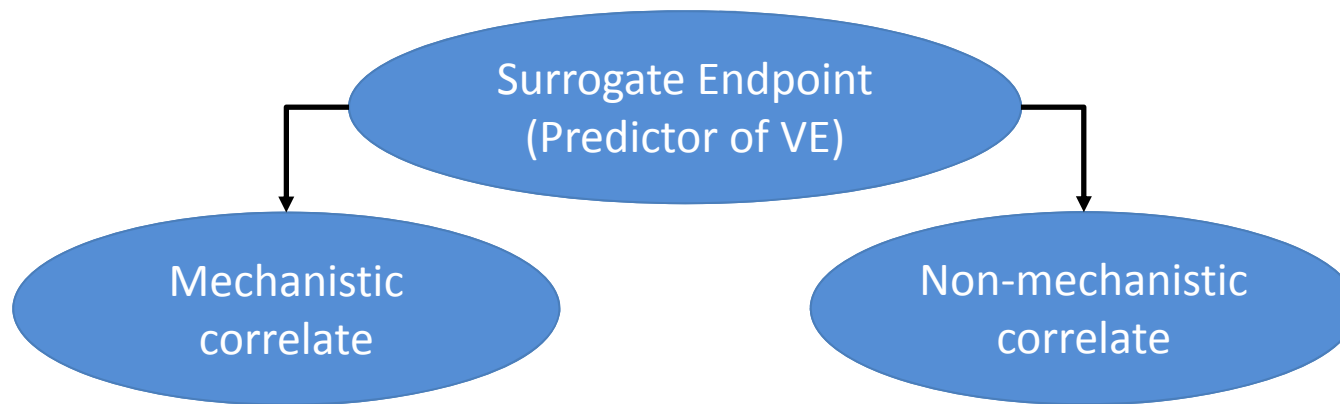 Surrogate Endpoint
(Predictor of VE)
Mechanistic
correlate
Non-mechanistic
correlate